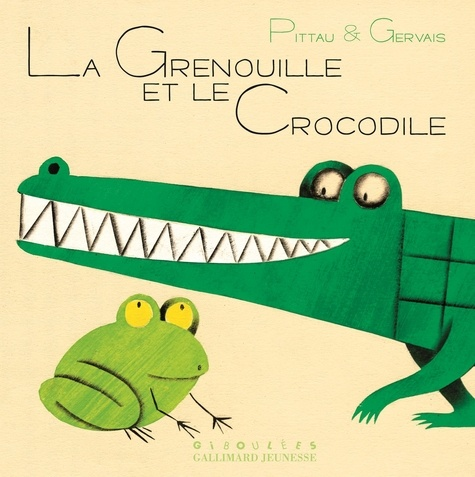 PITTAU & GERVAIS
LA GRENOUILLE
ET LE
CROCODILE
GIBOULÉES
GALLIMARD JEUNESSE